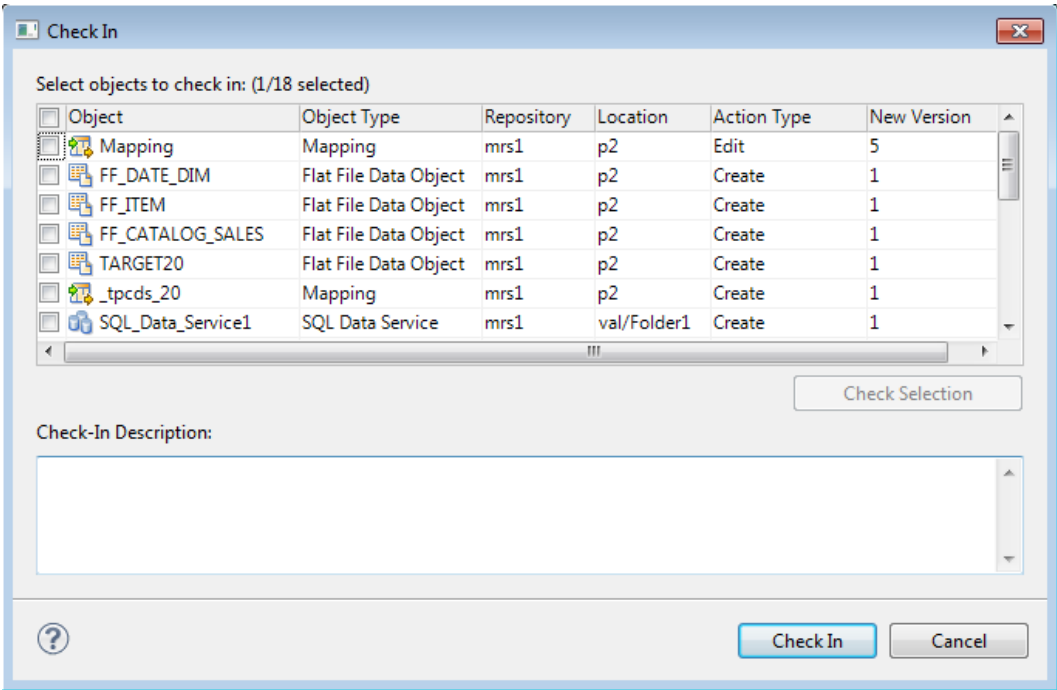 Check In
Select objects to check in: (1/18 selected)
Object Object Type Repository Location Action Type New Version
Mapping Mapping mrs1 p2 Edit 5
FF_DATE_DIM Flat File Data Object mrs1 p2 Create 1
FF_ITEM Flat File Data Object mrs1 p2 Create 1
FF_CATALOG_SALES Flat File Data Object mrs1 p2 Create 1
TARGET20 Flat File Data Object mrs1 p2 Create 1
_tpcds_20 Mapping mrs1 p2 Create 1
SQL_Data_Service1 SQL Data Service mrs1 val/Folder1 Create 1
Check Selection
Check-In Description:
Check In Cancel